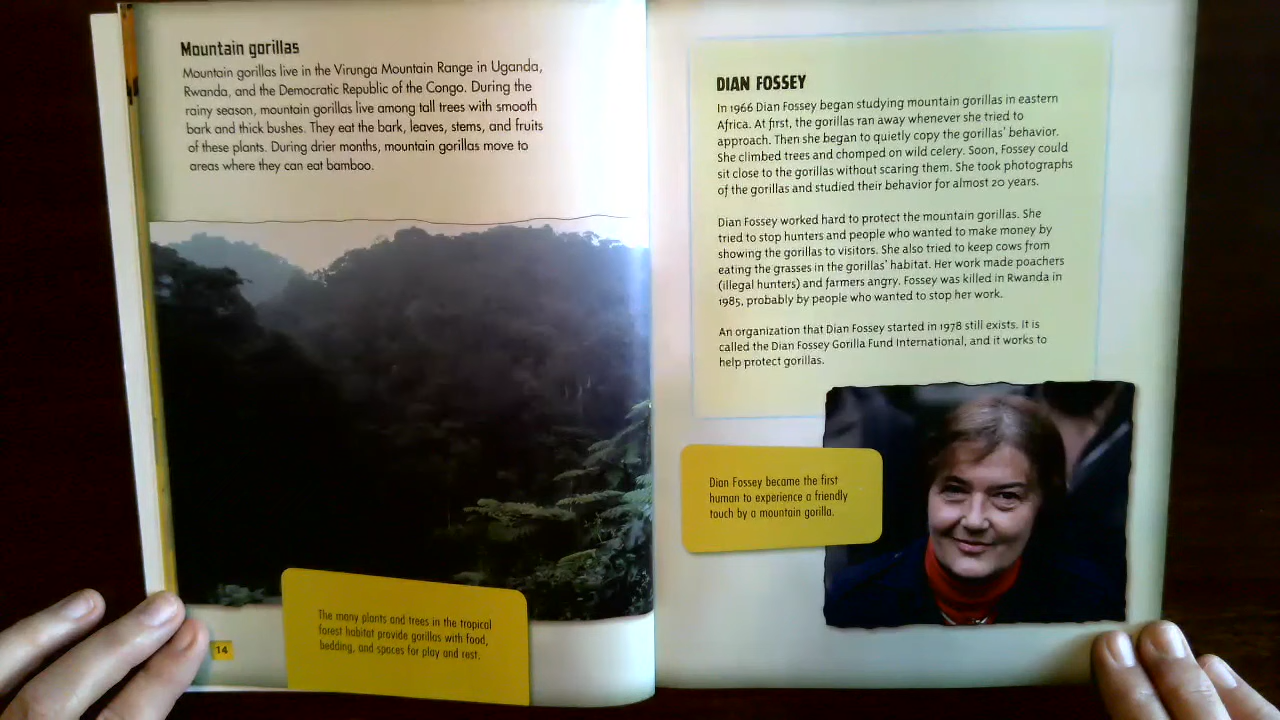 Mountain gorillas
Mountain gorillas live in the Virunga Mountain Range in Uganda,
Rwanda, and the Democratic Republic of the Congo. During the
rainy season, mountain gorillas live among tall trees with smooth
bark and thick bushes. They eat the bark, leaves, stems, and fruits
of these plants. During drier months, mountain gorillas move to
areas where they can eat bamboo.
The many plants and trees in the tropical
forest habitat provide gorillas with food,
bedding, and spaces for play and rest.
14
DIAN FOSSEY
In 1966 Dian Fossey began studying mountain gorillas in eastern
Africa. At first, the gorillas ran away whenever she tried to
approach. Then she began to quietly copy the gorillas' behavior.
She climbed trees and chomped on wild celery. Soon, Fossey could
sit close to the gorillas without scaring them. She took photographs
of the gorillas and studied their behavior for almost 20 years.
Dian Fossey worked hard to protect the mountain gorillas. She
tried to stop hunters and people who wanted to make money by
showing the gorillas to visitors. She also tried to keep cows from
eating the grasses in the gorillas' habitat. Her work made poachers
(illegal hunters) and farmers angry. Fossey was killed in Rwanda in
1985, probably by people who wanted to stop her work.
An organization that Dian Fossey started in 1978 still exists. It is
called the Dian Fossey Gorilla Fund International, and it works to
help protect gorillas.
Dian Fossey became the first
human to experience a friendly
touch by a mountain gorilla.